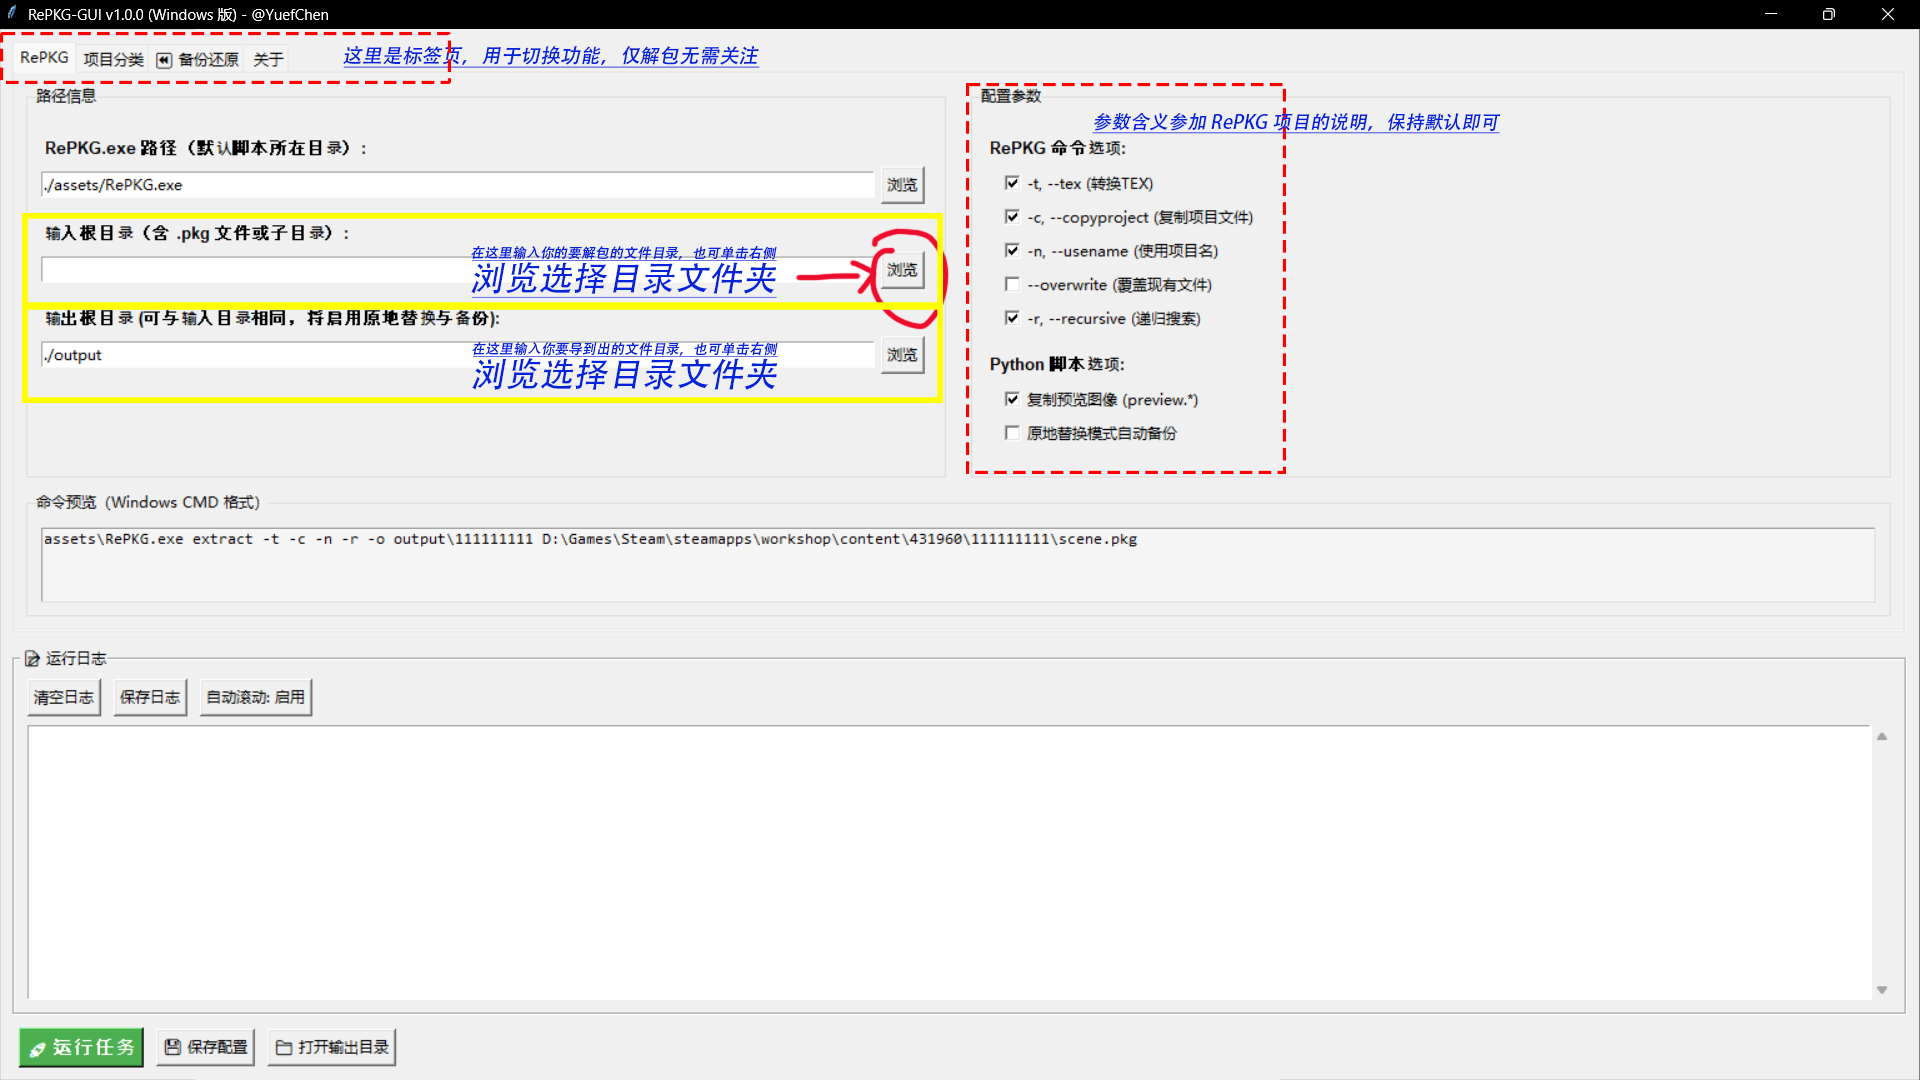 RePKG-GUI v1.0.0 (Windows 版) - @YuefChen
RePKG 项目分类 备份还原 关于
这里是标签页，用于切换功能，仅解包无需关注
路径信息
RePKG.exe 路径（默认脚本所在目录）：
./assets/RePKG.exe
浏览
输入根目录（含 .pkg 文件或子目录）：
在这里输入你的要解包的文件目录，也可单击右侧
浏览选择目录文件夹
浏览
输出根目录 (可与输入目录相同，将启用原地替换与备份):
./output
在这里输入你要导到出的文件目录，也可单击右侧
浏览选择目录文件夹
浏览
配置参数
参数含义参加 RePKG 项目的说明，保持默认即可
RePKG 命令选项:
-t, --tex (转换TEX)
-c, --copyproject (复制项目文件)
-n, --usename (使用项目名)
--overwrite (覆盖现有文件)
-r, --recursive (递归搜索)
Python 脚本选项:
复制预览图像 (preview.*)
原地替换模式自动备份
命令预览（Windows CMD 格式）
assets\RePKG.exe extract -t -c -n -r -o output\111111111 D:\Games\Steam\steamapps\workshop\content\431960\111111111\scene.pkg
运行日志
清空日志 保存日志 自动滚动: 启用
运行任务 保存配置 打开输出目录